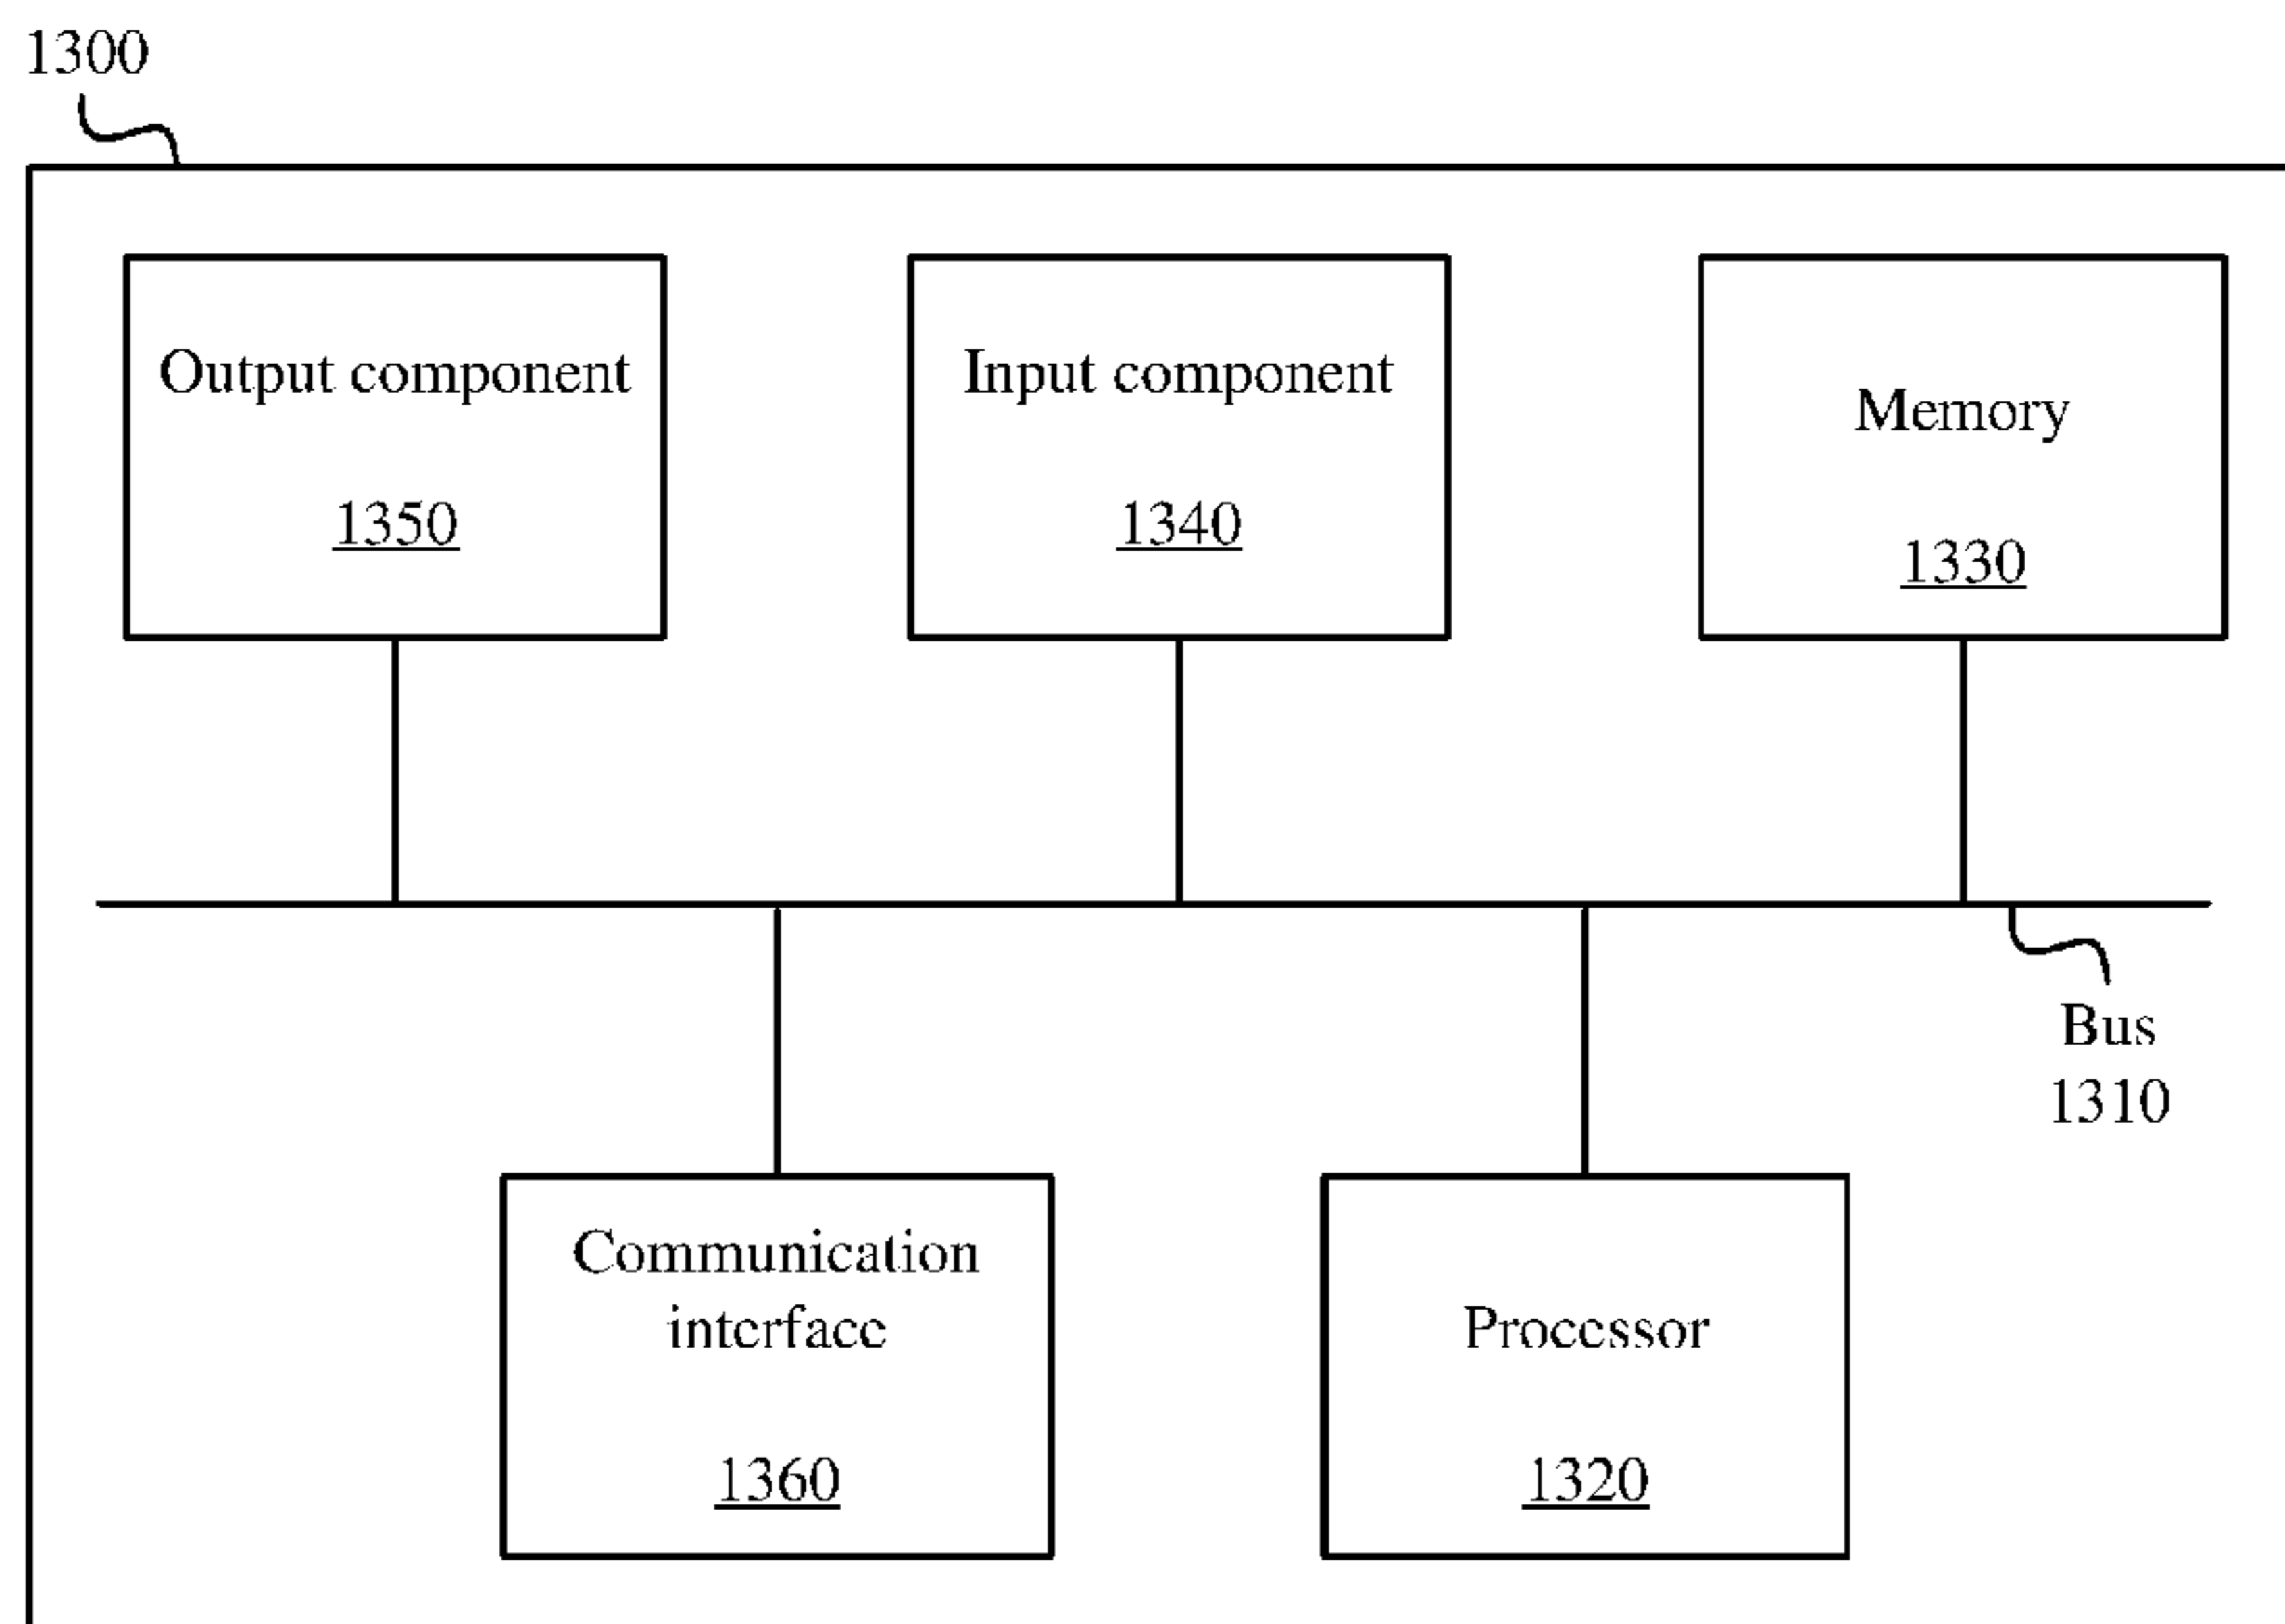 1300
Output component
1350
Input component
1340
Memory
1330
Bus
1310
Communication
interface
1360
Processor
1320